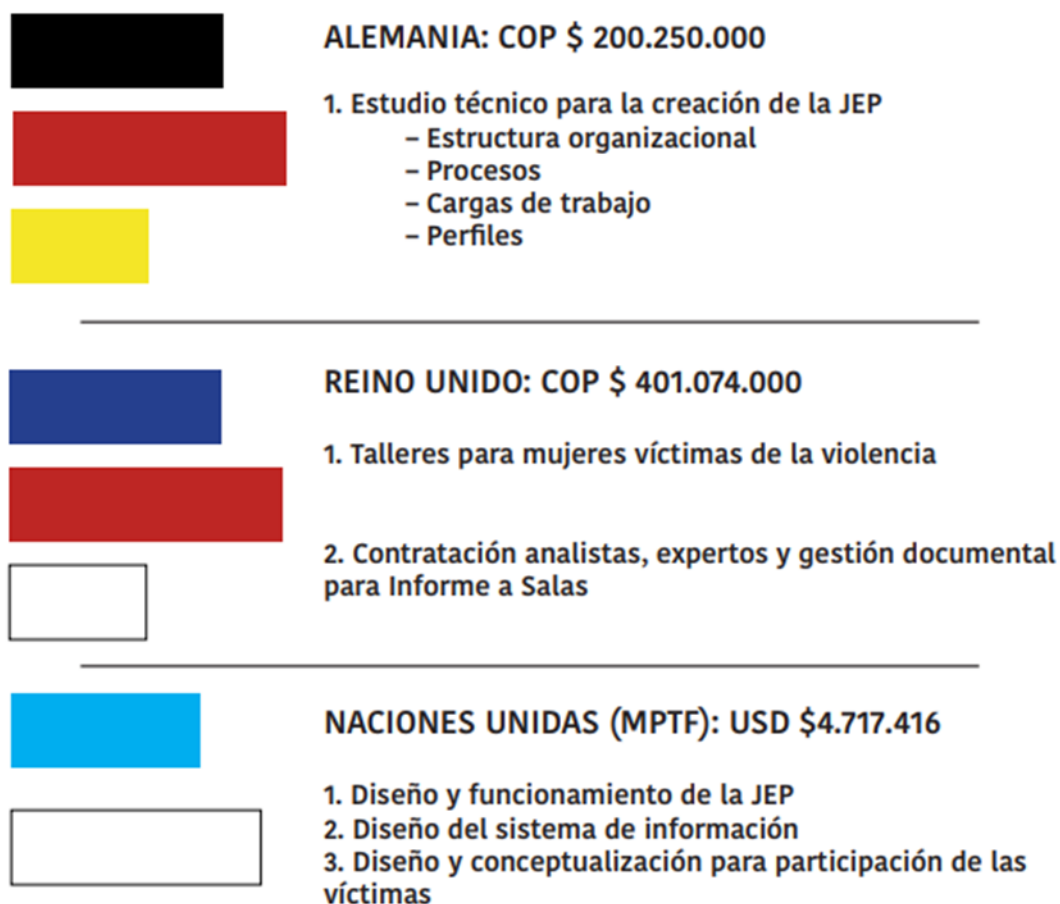 ALEMANIA: COP $ 200.250.000
1. Estudio técnico para la creación de la JEP
– Estructura organizacional
– Procesos
– Cargas de trabajo
– Perfiles
REINO UNIDO: COP $ 401.074.000
1. Talleres para mujeres víctimas de la violencia
2. Contratación analistas, expertos y gestión documental
para Informe a Salas
NACIONES UNIDAS (MPTF): USD $4.717.416
1. Diseño y funcionamiento de la JEP
2. Diseño del sistema de información
3. Diseño y conceptualización para participación de las
víctimas